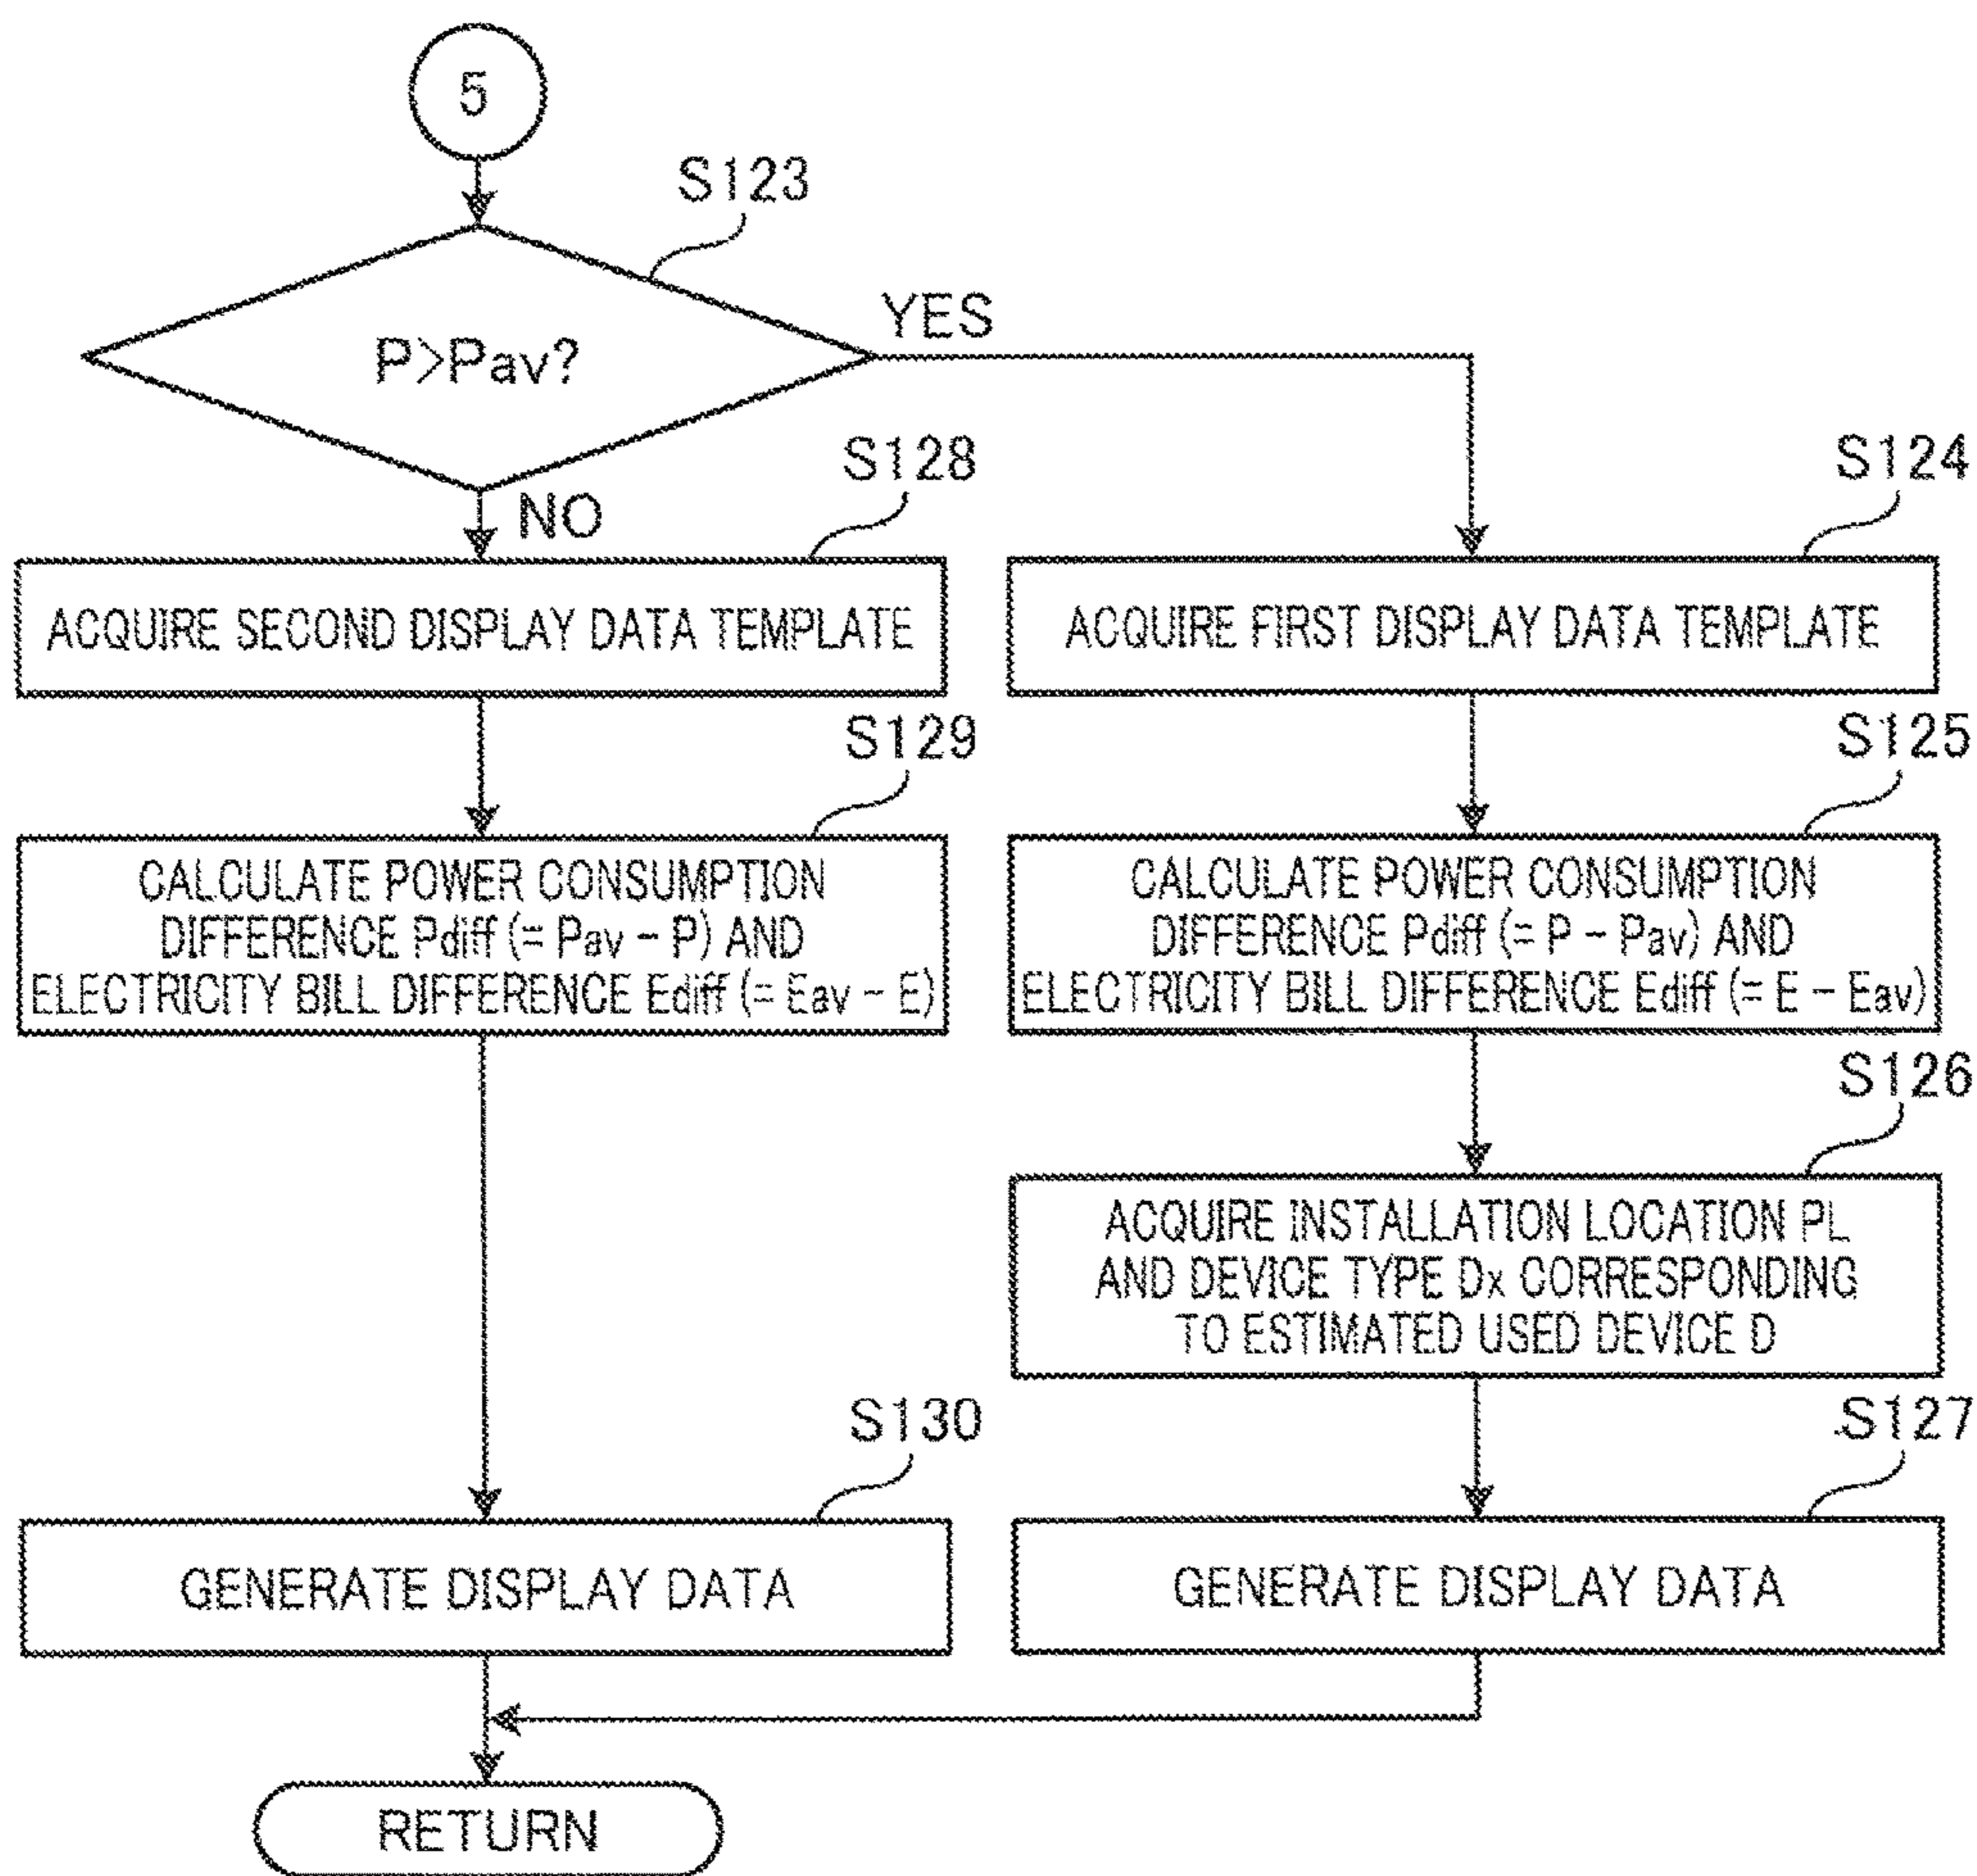 5
S123
P>Pav?
YES
NO
S128
S124
ACQUIRE SECOND DISPLAY DATA TEMPLATE
ACQUIRE FIRST DISPLAY DATA TEMPLATE
S129
S125
CALCULATE POWER CONSUMPTION
DIFFERENCE Pdiff (= Pav - P) AND
ELECTRICITY BILL DIFFERENCE Ediff (= Eav - E)
CALCULATE POWER CONSUMPTION
DIFFERENCE Pdiff (= P - Pav) AND
ELECTRICITY BILL DIFFERENCE Ediff (= E - Eav)
S126
ACQUIRE INSTALLATION LOCATION PL
AND DEVICE TYPE Dx CORRESPONDING
TO ESTIMATED USED DEVICE D
S130
S127
GENERATE DISPLAY DATA
GENERATE DISPLAY DATA
RETURN